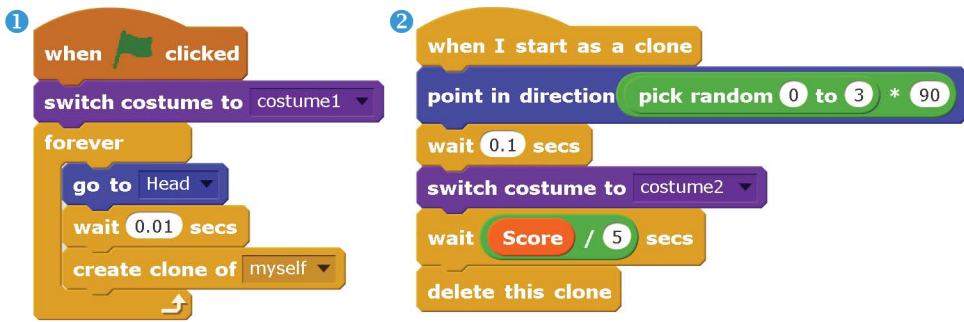 1
when clicked
switch costume to costume1
forever
go to Head
wait 0.01 secs
create clone of myself
2
when I start as a clone
point in direction pick random 0 to 3 * 90
wait 0.1 secs
switch costume to costume2
wait Score / 5 secs
delete this clone